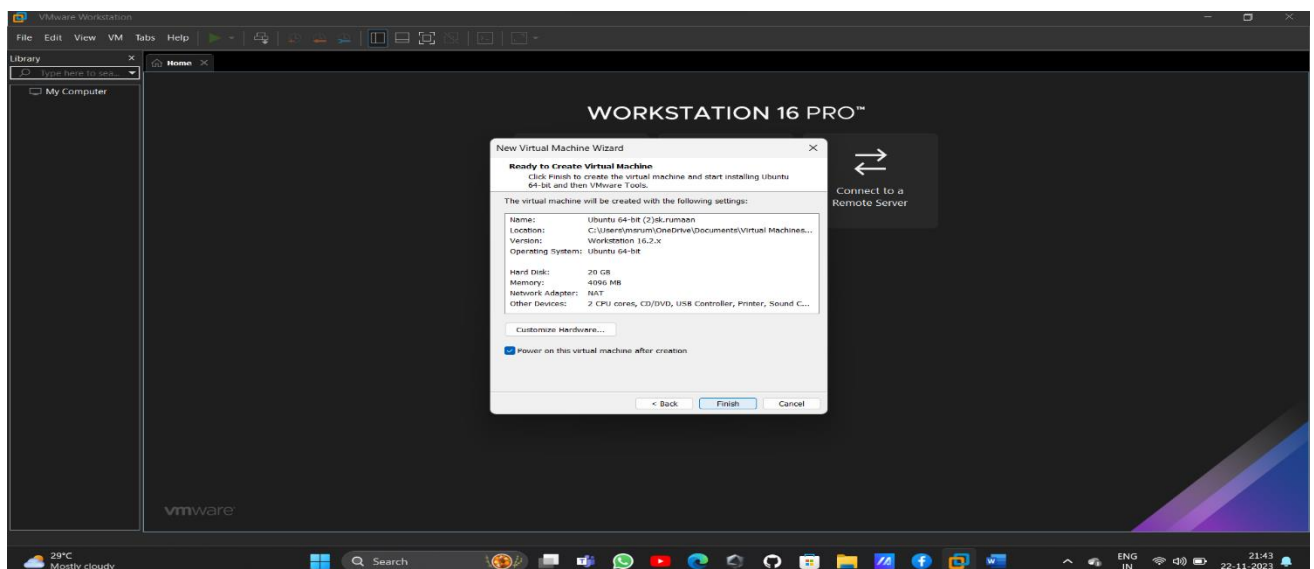 VMware Workstation
File Edit View VM Tabs Help
Library
Home
Type here to sea...
My Computer
WORKSTATION 16 PRO™
New Virtual Machine Wizard
Ready to Create Virtual Machine
Click Finish to create the virtual machine and start installing Ubuntu
64-bit and then VMware Tools.
The virtual machine will be created with the following settings:
Name: Ubuntu 64-bit (2)sk.rumaan
Location: C:\Users\msrum\OneDrive\Documents\Virtual Machines...
Version: Workstation 16.2.x
Operating System: Ubuntu 64-bit
Hard Disk: 20 GB
Memory: 4096 MB
Network Adapter: NAT
Other Devices: 2 CPU cores, CD/DVD, USB Controller, Printer, Sound C...
Customize Hardware...
Power on this virtual machine after creation
< Back Finish Cancel
Connect to a
Remote Server
vmware
29°C
Mostly cloudy
Search
ENG
IN
21:43
22-11-2023